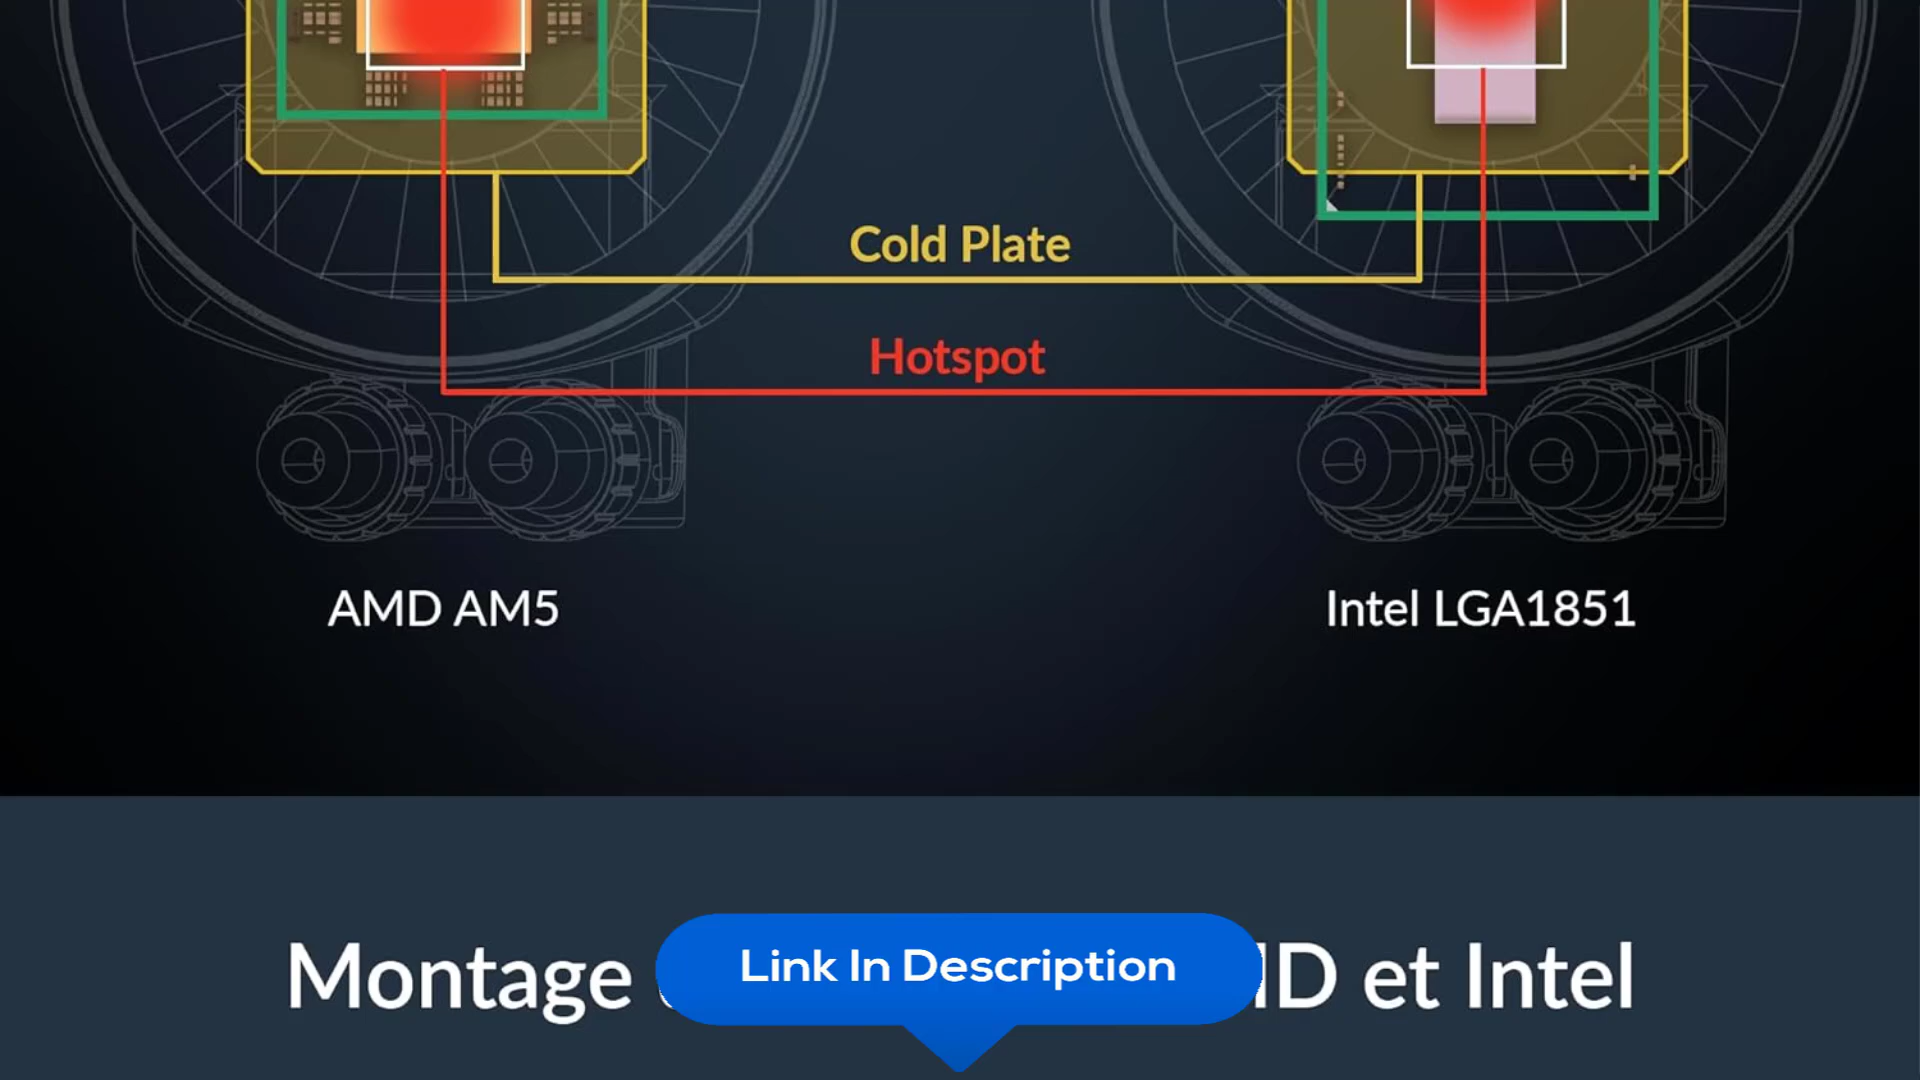 Cold Plate
Hotspot
AMD AM5
Intel LGA1851
Montage
et Intel
Link In Description